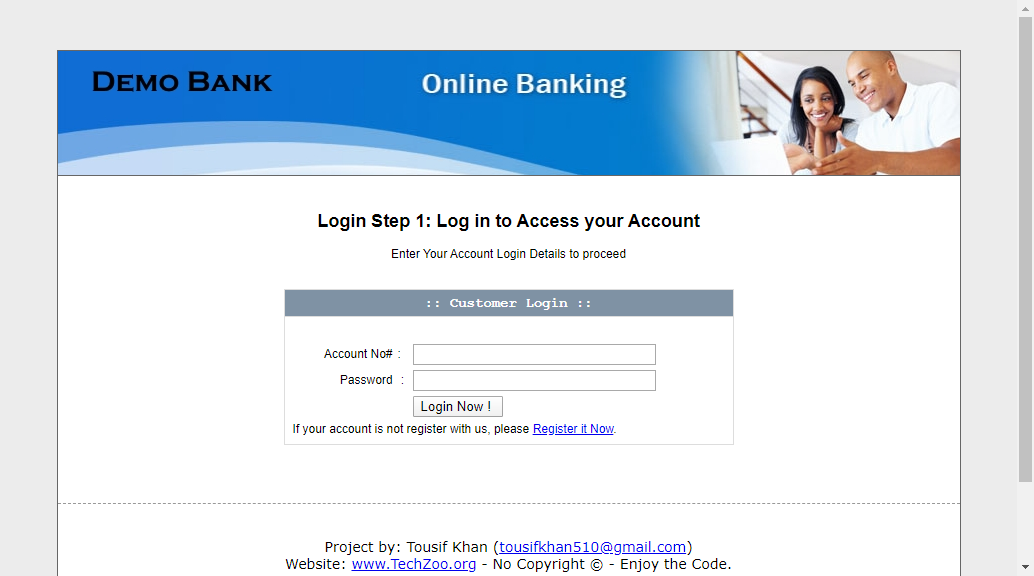 Demo Bank
Online Banking
Login Step 1: Log in to Access your Account
Enter Your Account Login Details to proceed
:: Customer Login ::
Account No# :
Password :
Login Now !
If your account is not register with us, please Register it Now.
Project by: Tousif Khan (tousifkhan510@gmail.com)
Website: www.TechZoo.org - No Copyright © - Enjoy the Code.